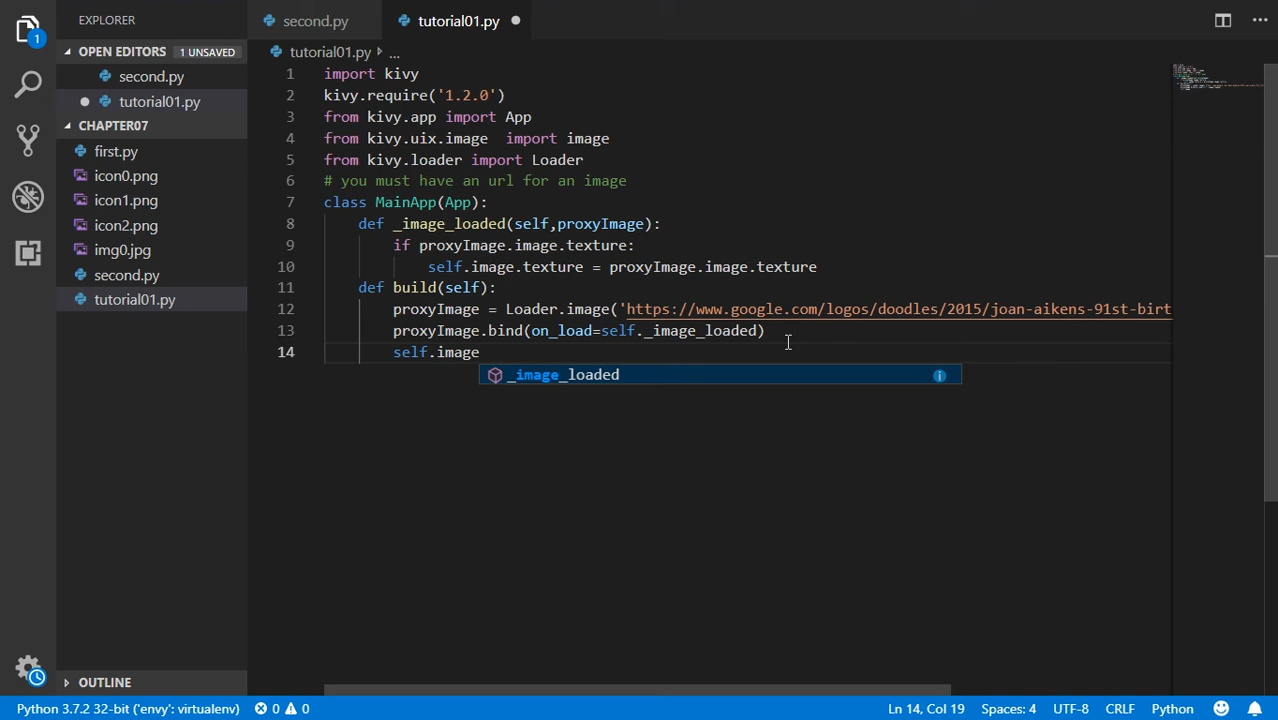 EXPLORER
second.py
tutorial01.py
OPEN EDITORS 1 UNSAVED
tutorial01.py ...
second.py
tutorial01.py
CHAPTER07
first.py
icon0.png
icon1.png
icon2.png
img0.jpg
second.py
tutorial01.py
OUTLINE
1
1 import kivy
2 kivy.require('1.2.0')
3 from kivy.app import App
4 from kivy.uix.image  import image
5 from kivy.loader import Loader
6 # you must have an url for an image
7 class MainApp(App):
8 def _image_loaded(self,proxyImage):
9 if proxyImage.image.texture:
10 self.image.texture = proxyImage.image.texture
11 def build(self):
12 proxyImage = Loader.image('https://www.google.com/logos/doodles/2015/joan-aikens-91st-birt
13 proxyImage.bind(on_load=self._image_loaded)
14 self.image
_image_loaded
Python 3.7.2 32-bit ('envy': virtualenv) 0 0 Ln 14, Col 19 Spaces: 4 UTF-8 CRLF Python